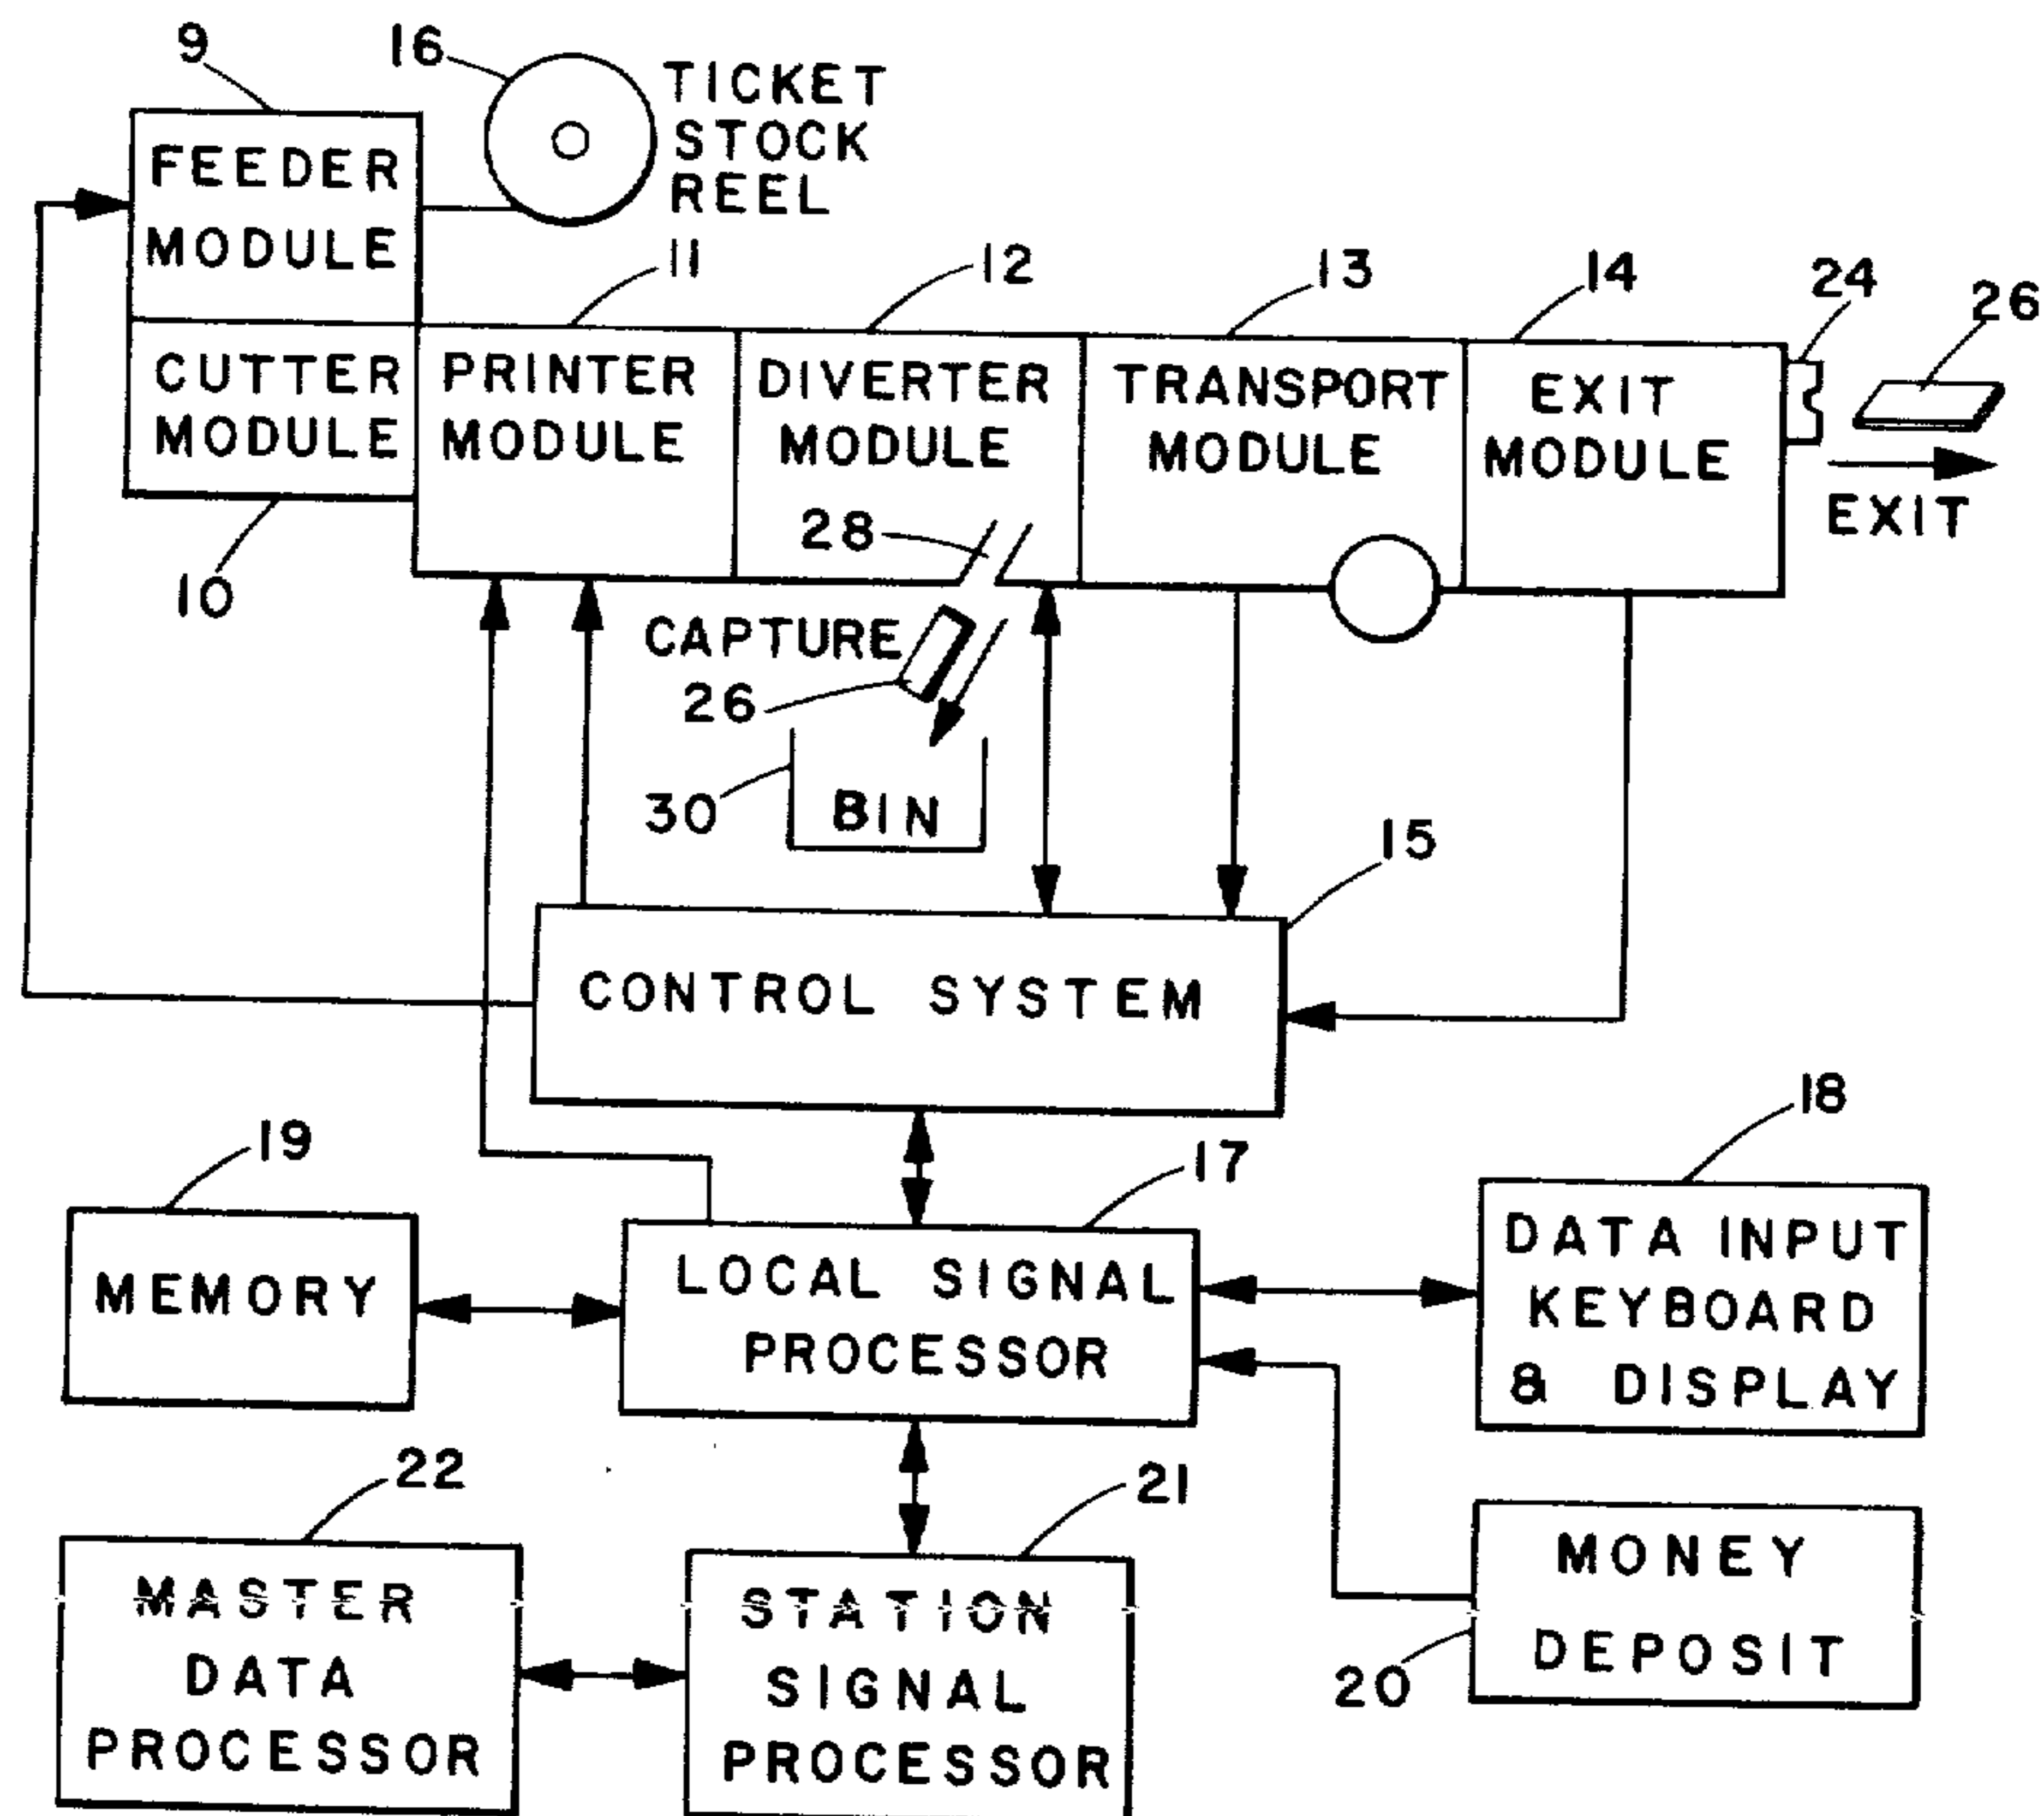 9
16
TICKET
STOCK
REEL
FEEDER
MODULE
11
12
13
14
24
26
CUTTER
MODULE
PRINTER
MODULE
DIVERTER
MODULE
TRANSPORT
MODULE
EXIT
MODULE
EXIT
28
10
CAPTURE
26
30
BIN
15
CONTROL SYSTEM
18
19
17
MEMORY
LOCAL SIGNAL
PROCESSOR
DATA INPUT
KEYBOARD
& DISPLAY
22
21
MASTER
DATA
PROCESSOR
STATION
SIGNAL
PROCESSOR
MONEY
DEPOSIT
20